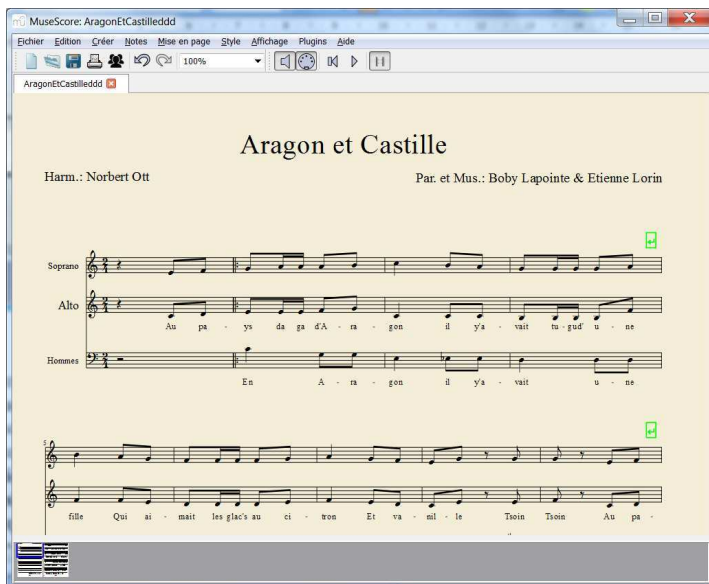 MuseScore: AragonEtCastilleddd
Fichier Edition Créer Notes Mise en page Style Affichage Plugins Aide
100%
AragonEtCastilleddd
Aragon et Castille
Harm.: Norbert Ott
Par. et Mus.: Boby Lapointe & Etienne Lorin
Soprano
Alto
Au pa - ys da ga d'A - ra - gon il y'a - vait tu - gud' u - ne
Hommes
En A - ra - gon il y'a - vait u - ne
5
fille Qui ai - mait les glac's au ci - tron Et va - nil - le Tsoin Tsoin Au pa -